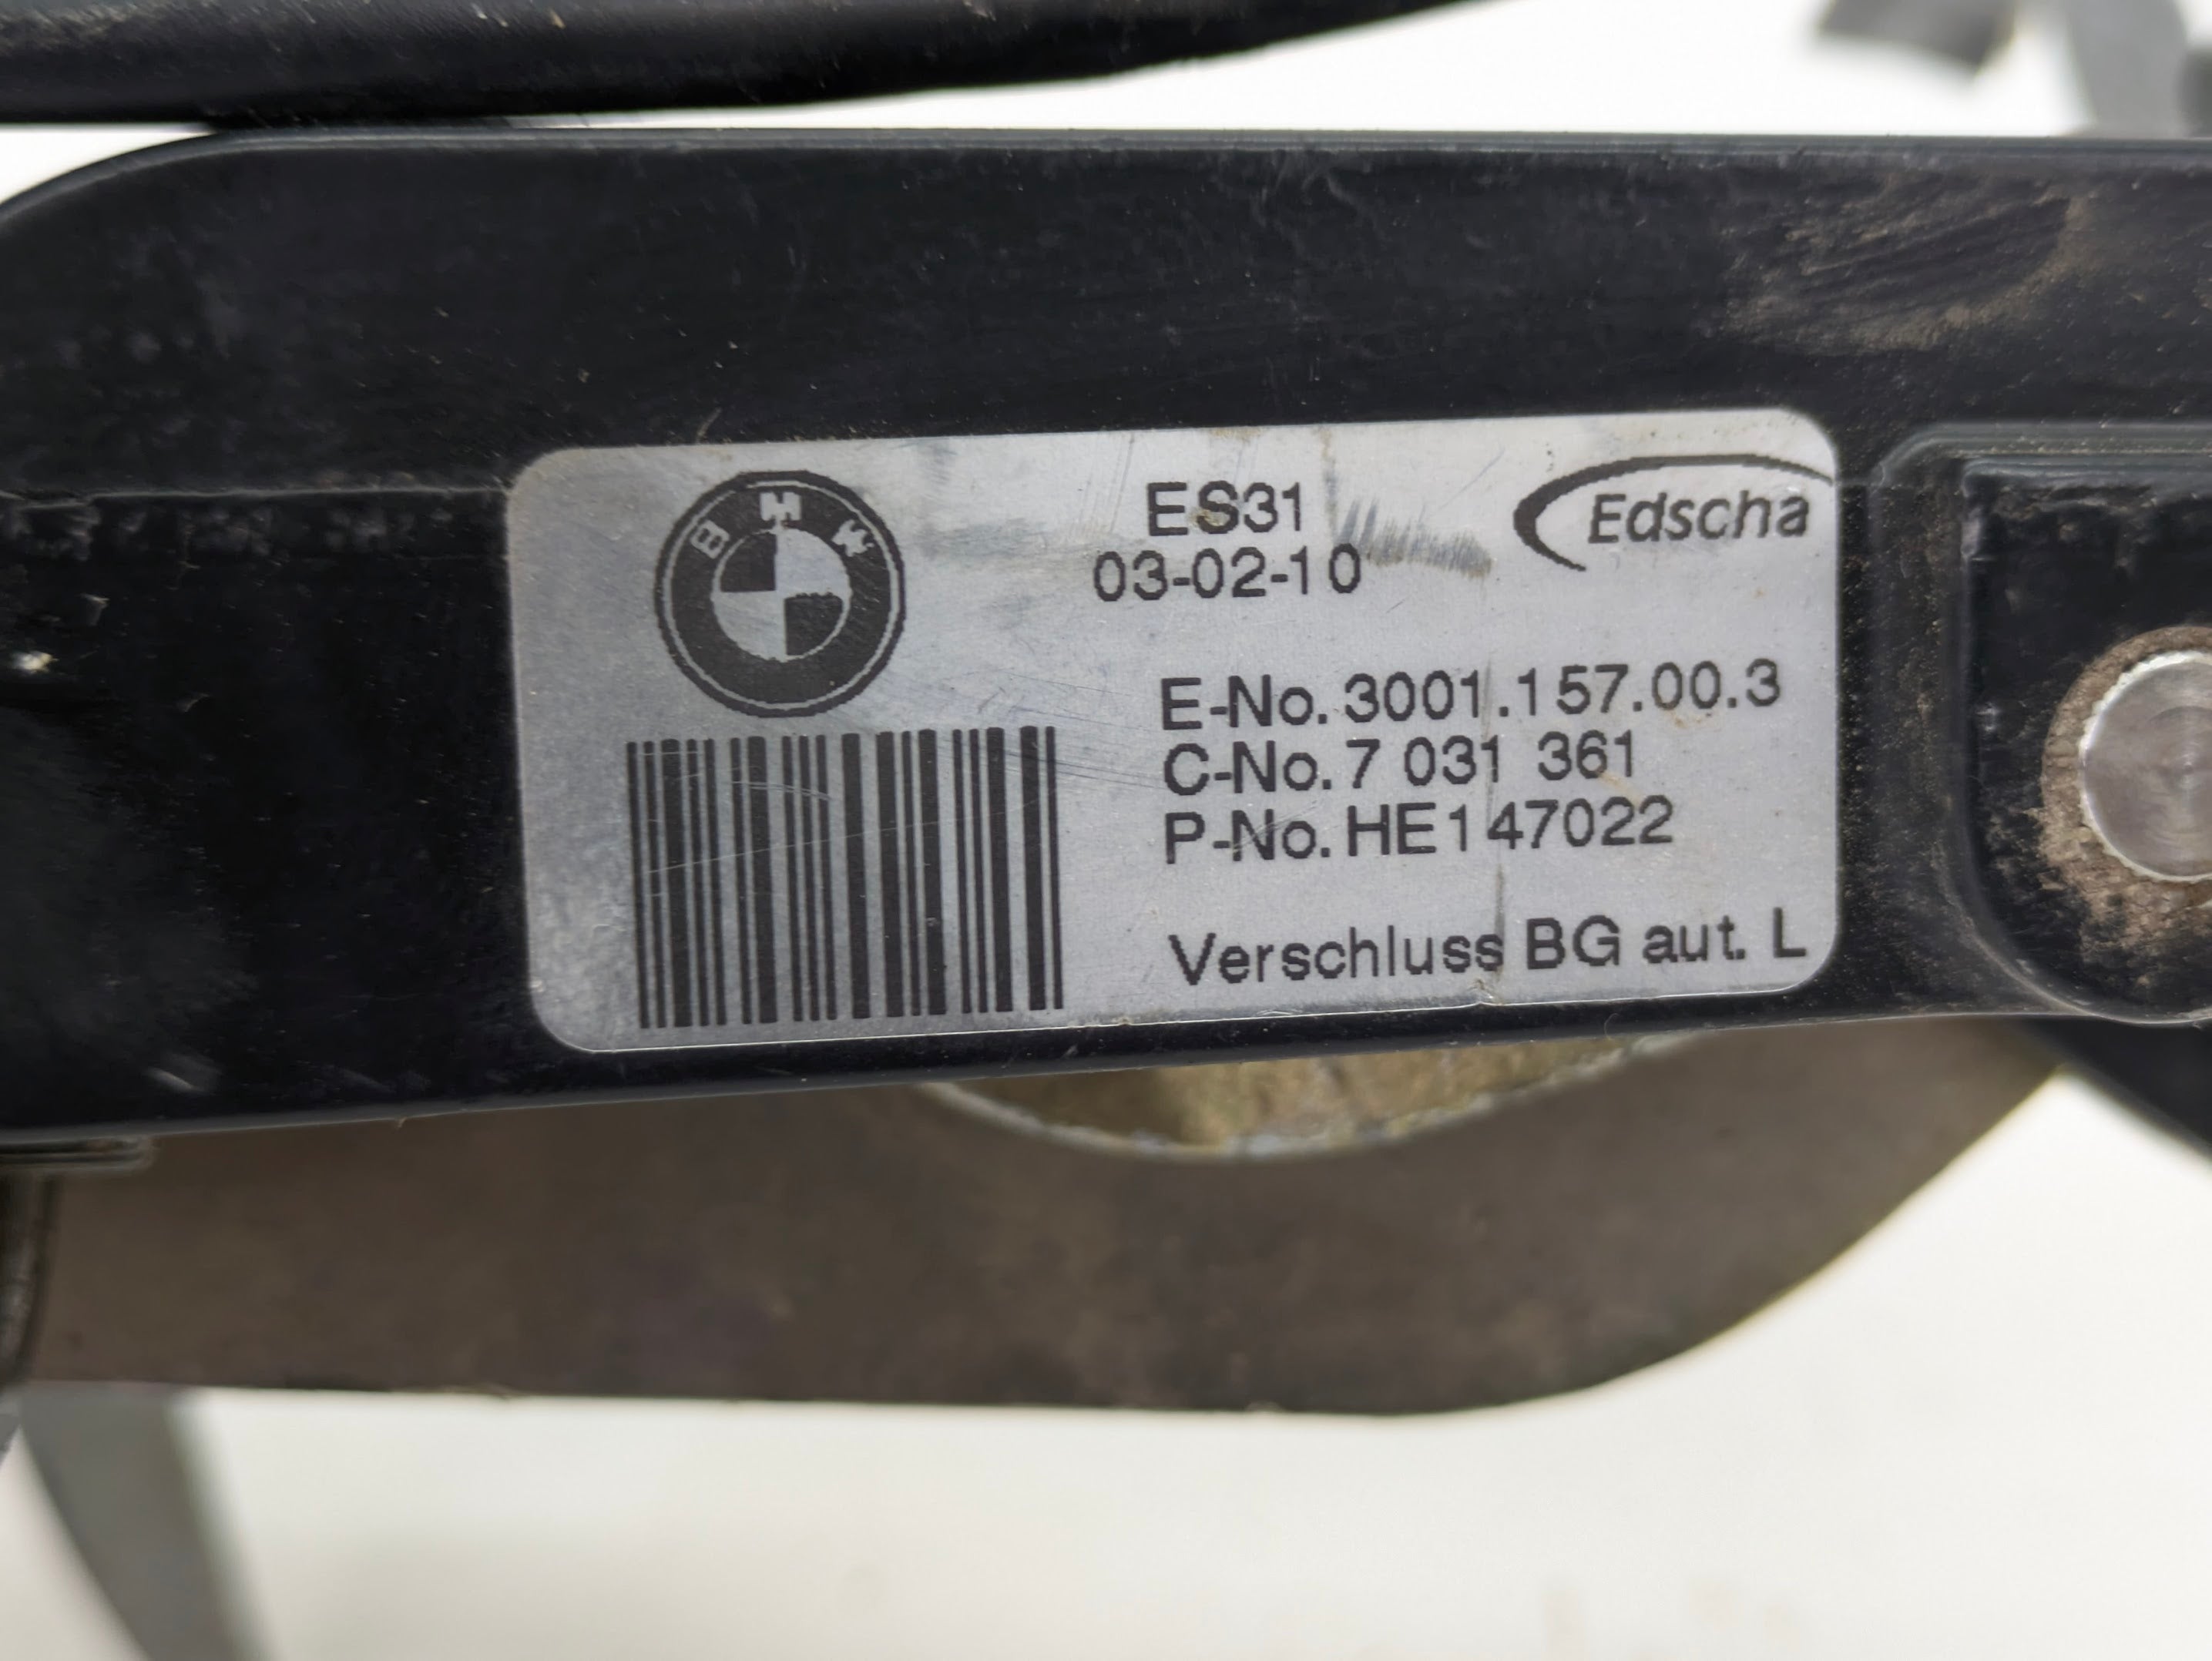 BMW
ES31
03-02-10
Edscha
E-No.3001.157.00.3
C-No.7 031 361
P-No.HE147022
Verschluss BG aut. L